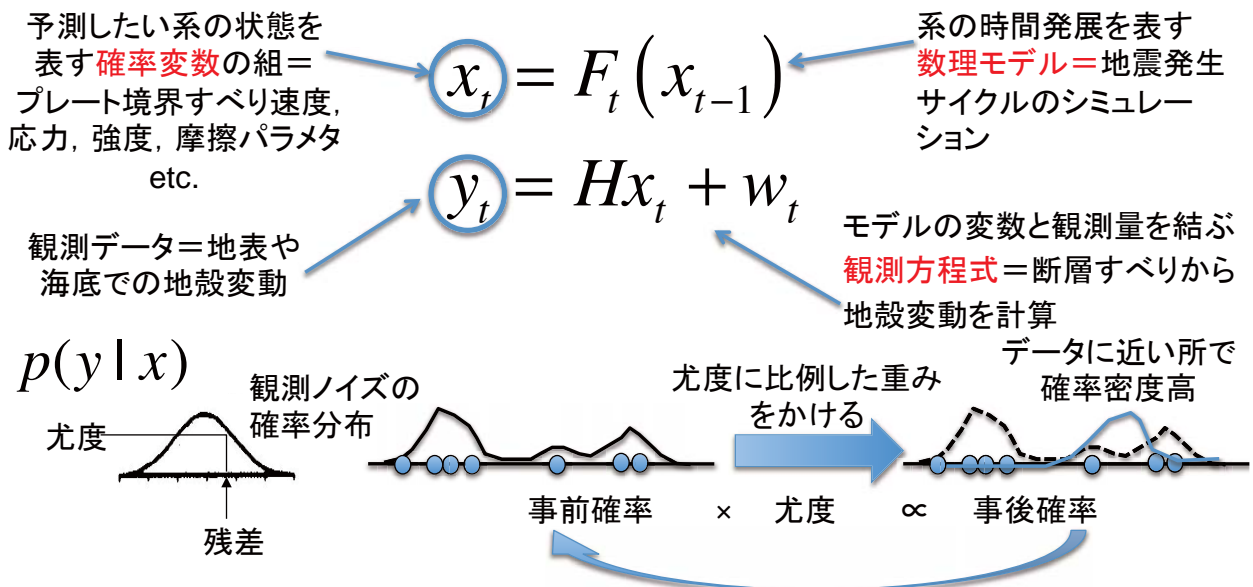 予測したい系の状態を
表す確率変数の組＝
プレート境界すべり速度，
応力，強度，摩擦パラメタ
etc.
x_t = F_t(x_{t-1})
系の時間発展を表す
数理モデル＝地震発生
サイクルのシミュレー
ション
y_t = Hx_t + w_t
観測データ＝地表や
海底での地殻変動
モデルの変数と観測量を結ぶ
観測方程式＝断層すべりから
地殻変動を計算
p(y|x)
観測ノイズの
確率分布
尤度
残差
尤度に比例した重み
をかける
データに近い所で
確率密度高
事前確率 × 尤度 ∝ 事後確率